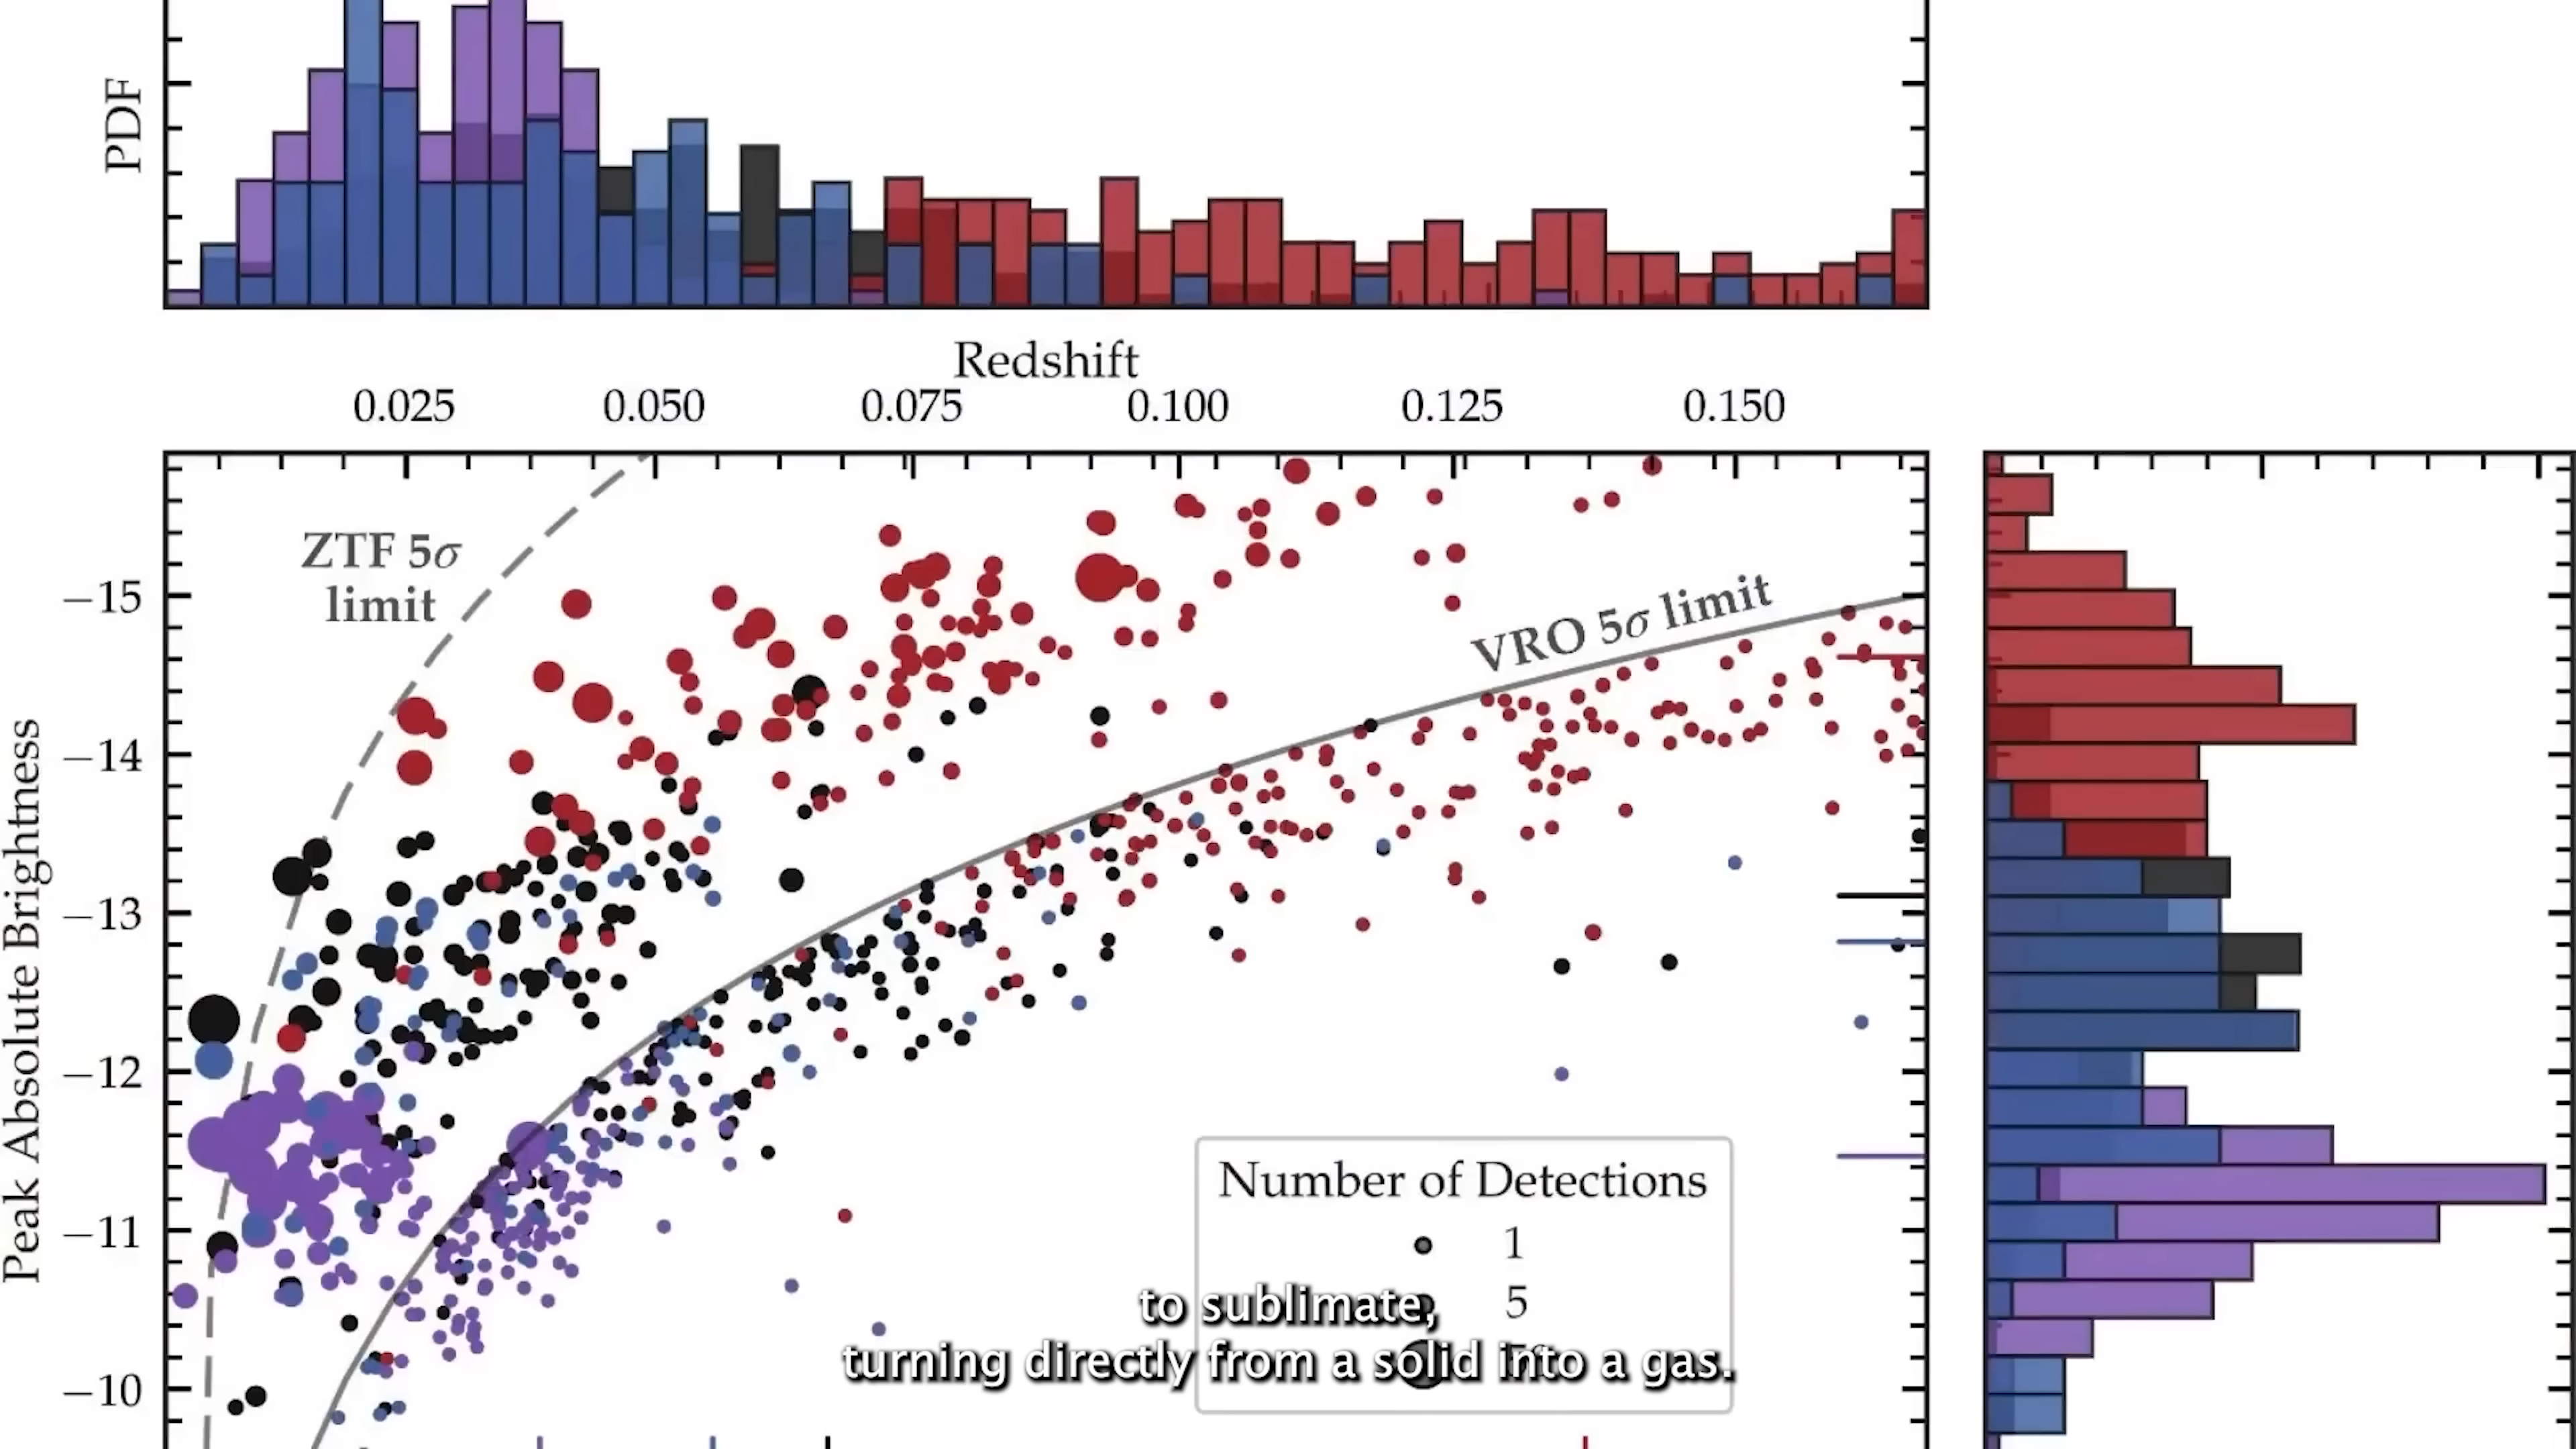 PDF
Redshift
0.025 0.050 0.075 0.100 0.125 0.150
ZTF 5σ
limit
VRO 5σ limit
Peak Absolute Brightness
−15
−14
−13
−12
−11
−10
Number of Detections
1
5
to sublimate,
turning directly from a solid into a gas.